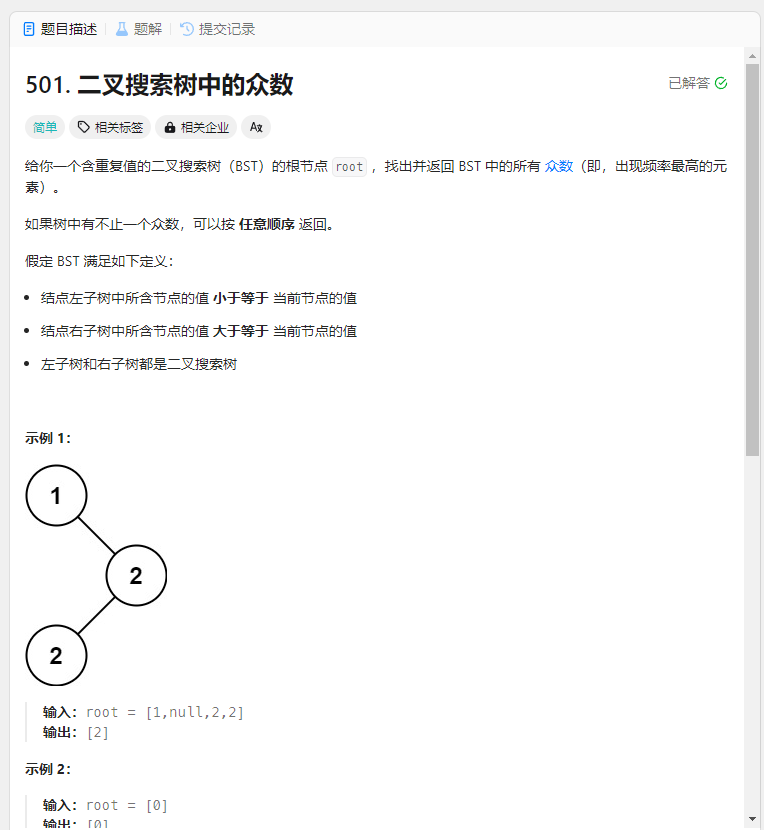 题目描述 题解 提交记录
501. 二叉搜索树中的众数
已解答
简单 相关标签 相关企业 Aあ
给你一个含重复值的二叉搜索树（BST）的根节点 root ，找出并返回 BST 中的所有 众数（即，出现频率最高的元
素）。
如果树中有不止一个众数，可以按 任意顺序 返回。
假定 BST 满足如下定义：
结点左子树中所含节点的值 小于等于 当前节点的值
结点右子树中所含节点的值 大于等于 当前节点的值
左子树和右子树都是二叉搜索树
示例 1：
1
2
2
输入：root = [1,null,2,2]
输出：[2]
示例 2：
输入：root = [0]
输出：[0]